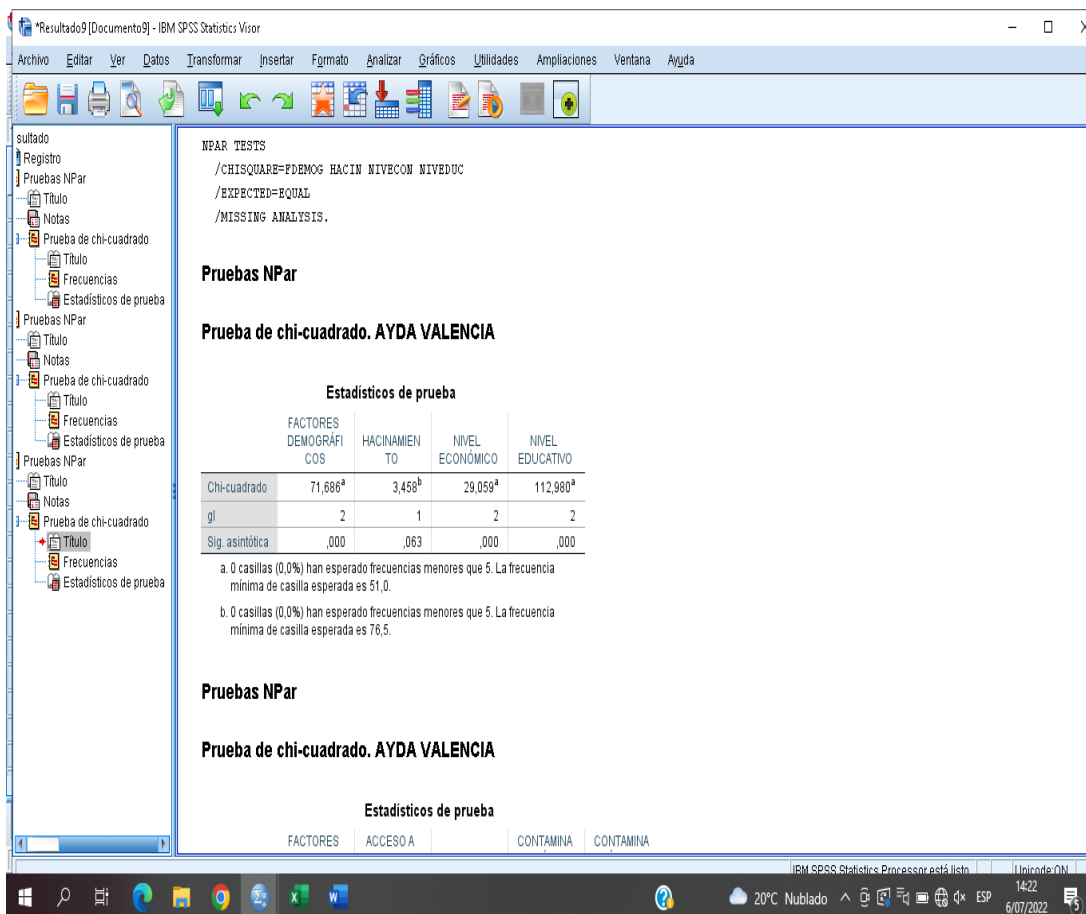 *Resultado9 [Documento9] - IBM SPSS Statistics Visor
Archivo Editar Ver Datos Transformar Insertar Formato Analizar Gráficos Utilidades Ampliaciones Ventana Ayuda
sultado
Registro
Pruebas NPar
Título
Notas
Prueba de chi-cuadrado
Título
Frecuencias
Estadísticos de prueba
Pruebas NPar
Título
Notas
Prueba de chi-cuadrado
Título
Frecuencias
Estadísticos de prueba
Pruebas NPar
Título
Notas
Prueba de chi-cuadrado
Título
Frecuencias
Estadísticos de prueba
NPAR TESTS
/CHISQUARE=FDEMOG HACIN NIVECON NIVEDUC
/EXPECTED=EQUAL
/MISSING ANALYSIS.
Pruebas NPar
Prueba de chi-cuadrado. AYDA VALENCIA
Estadísticos de prueba
FACTORES DEMOGRÁFI COS HACINAMIEN TO NIVEL ECONÓMICO NIVEL EDUCATIVO
Chi-cuadrado 71,686a 3,458b 29,059a 112,980a
gl 2 1 2 2
Sig. asintótica ,000 ,063 ,000 ,000
a. 0 casillas (0,0%) han esperado frecuencias menores que 5. La frecuencia
mínima de casilla esperada es 51,0.
b. 0 casillas (0,0%) han esperado frecuencias menores que 5. La frecuencia
mínima de casilla esperada es 76,5.
Pruebas NPar
Prueba de chi-cuadrado. AYDA VALENCIA
Estadísticos de prueba
FACTORES ACCESO A CONTAMINA CONTAMINA
IBM SPSS Statistics Processor está listo Unicode:ON
20°C Nublado ESP
14:22
6/07/2022